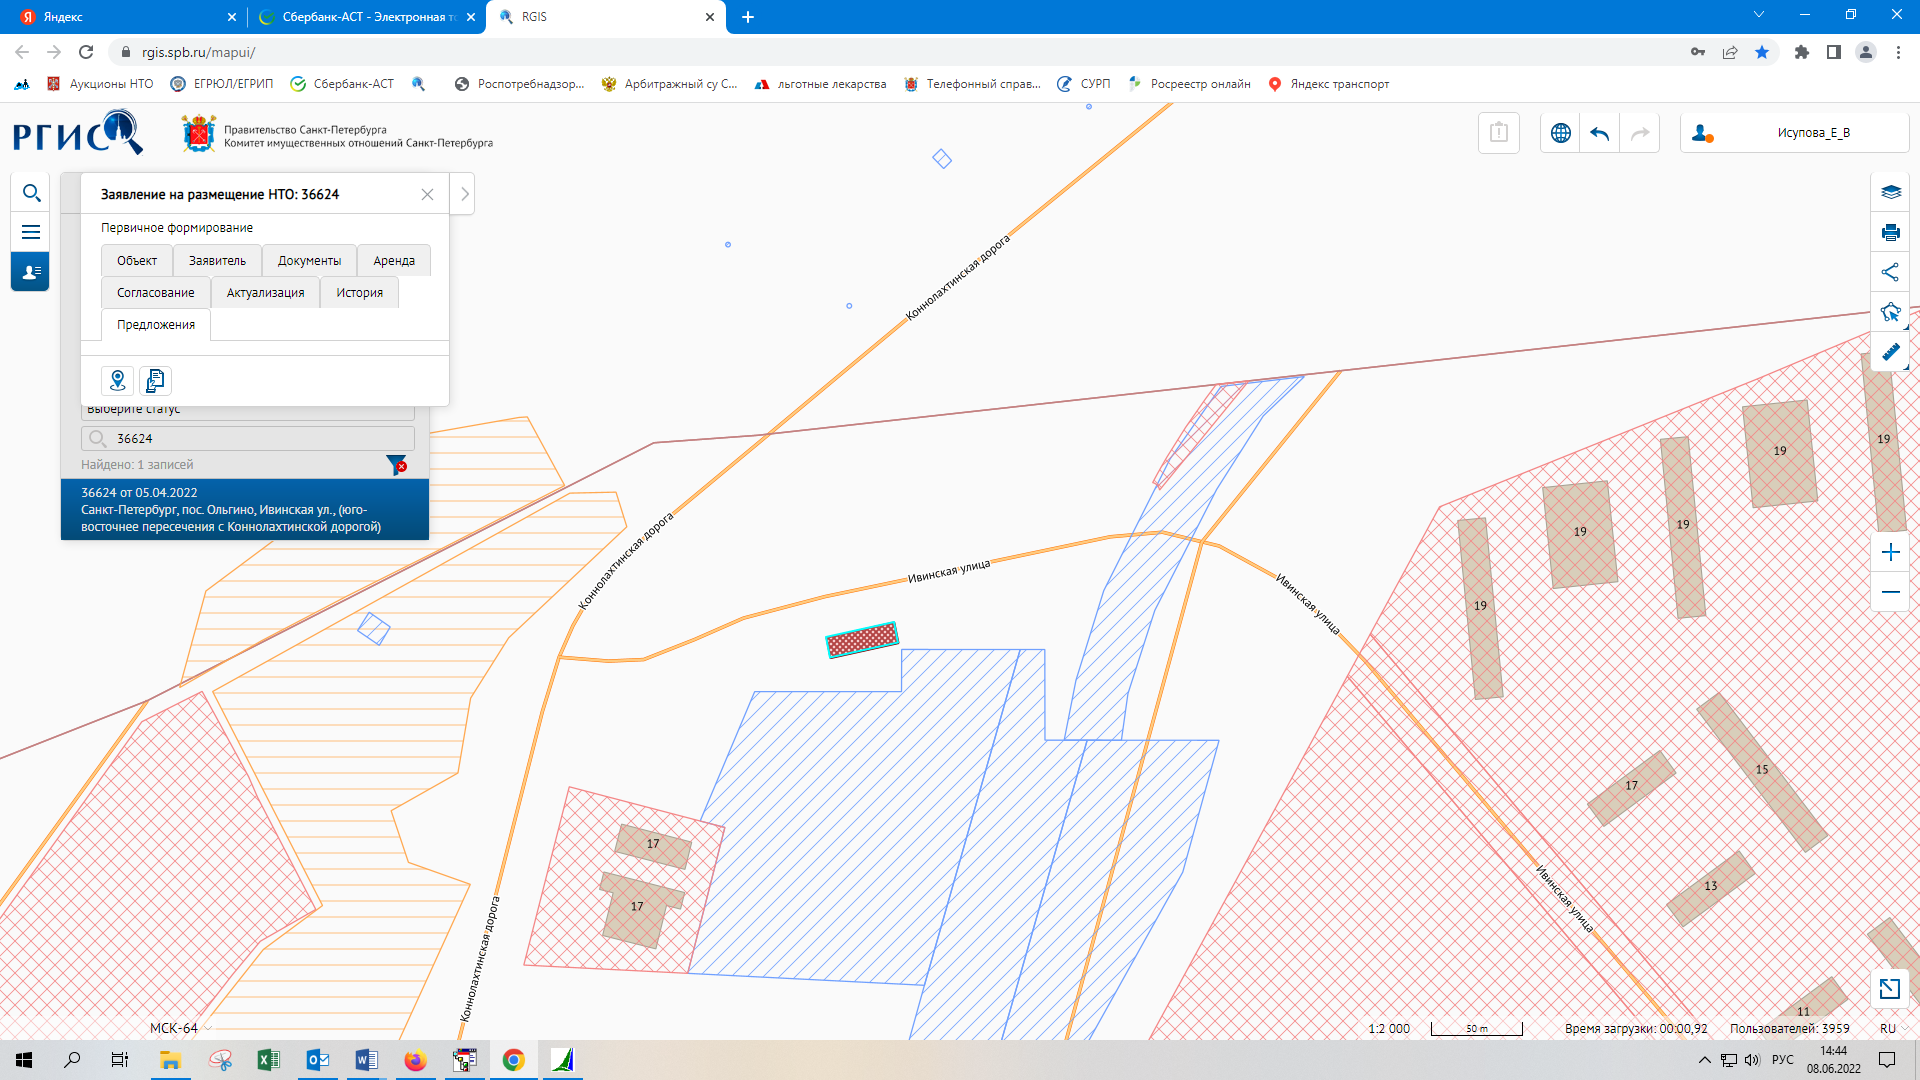 Яндекс
Сбербанк-АСТ - Электронная то
RGIS
rgis.spb.ru/mapui/
Аукционы НТО
ЕГРЮЛ/ЕГРИП
Сбербанк-АСТ
Роспотребнадзор...
Арбитражный су С...
льготные лекарства
Телефонный справ...
СУРП
Росреестр онлайн
Яндекс транспорт
РГИС
Правительство Санкт-Петербурга
Комитет имущественных отношений Санкт-Петербурга
Исупова_Е_В
Заявление на размещение НТО: 36624
Первичное формирование
Объект
Заявитель
Документы
Аренда
Согласование
Актуализация
История
Предложения
Выберите статус
36624
Найдено: 1 записей
36624 от 05.04.2022
Санкт-Петербург, пос. Ольгино, Ивинская ул., (юго-
восточнее пересечения с Коннолахтинской дорогой)
Коннолахтинская дорога
Коннолахтинская дорога
Коннолахтинская дорога
Ивинская улица
Ивинская улица
Ивинская улица
19
19
19
19
19
17
15
13
11
17
17
МСК-64
1:2 000
50 m
Время загрузки: 00:00,92
Пользователей: 3959
RU
РУС
14:44
08.06.2022